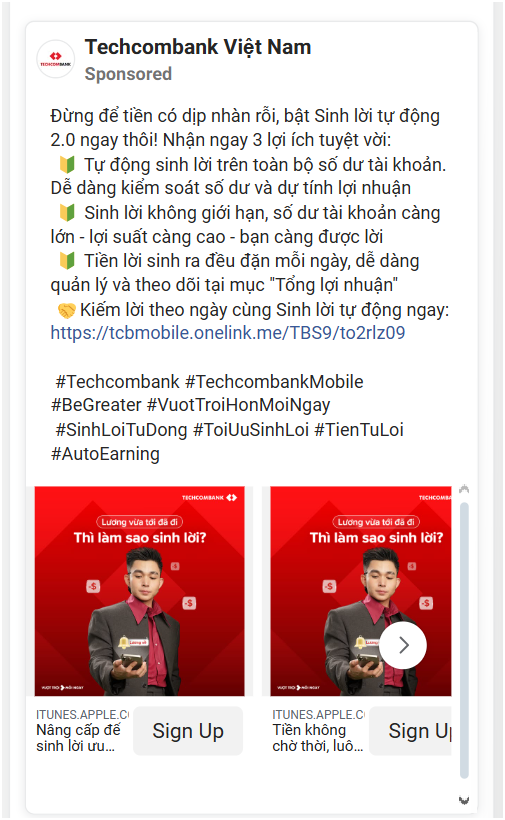 Techcombank Việt Nam
Sponsored
TECHCOMBANK
Đừng để tiền có dịp nhàn rỗi, bật Sinh lời tự động
2.0 ngay thôi! Nhận ngay 3 lợi ích tuyệt vời:
🔰 Tự động sinh lời trên toàn bộ số dư tài khoản.
Dễ dàng kiểm soát số dư và dự tính lợi nhuận
🔰 Sinh lời không giới hạn, số dư tài khoản càng
lớn - lợi suất càng cao - bạn càng được lời
🔰 Tiền lời sinh ra đều đặn mỗi ngày, dễ dàng
quản lý và theo dõi tại mục "Tổng lợi nhuận"
🤝Kiếm lời theo ngày cùng Sinh lời tự động ngay:
https://tcbmobile.onelink.me/TBS9/to2rlz09
#Techcombank #TechcombankMobile
#BeGreater #VuotTroiHonMoiNgay
#SinhLoiTuDong #ToiUuSinhLoi #TienTuLoi
#AutoEarning
TECHCOMBANK
Lương vừa tới đã đi
Thì làm sao sinh lời?
-$
-$
-$
Lương về
VƯỢT TRỘI MỖI NGÀY
ITUNES.APPLE.CO
Nâng cấp để
sinh lời ưu…
Sign Up
TECHCOMBANK
Lương vừa tới đã đi
Thì làm sao sinh lời?
-$
-$
-$
Lương về
VƯỢT TRỘI MỖI NGÀY
ITUNES.APPLE.CO
Tiền không
chờ thời, luô…
Sign Up